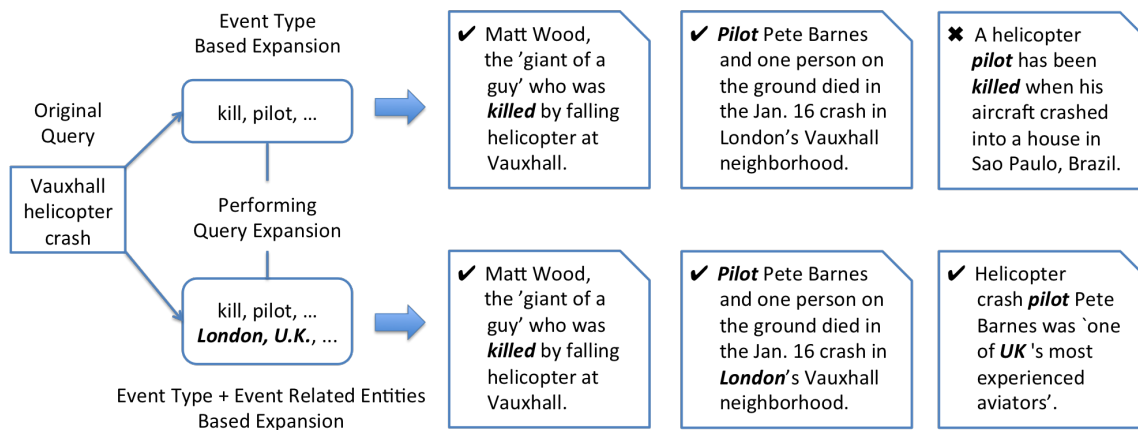 Event Type
Based Expansion
Original
Query
kill, pilot, ...
Vauxhall
helicopter
crash
Performing
Query Expansion
kill, pilot, ...
London, U.K., ...
Event Type + Event Related Entities
Based Expansion
✔ Matt Wood,
the 'giant of a
guy' who was
killed by falling
helicopter at
Vauxhall.
✔ Pilot Pete Barnes
and one person on
the ground died in
the Jan. 16 crash in
London's Vauxhall
neighborhood.
✖ A helicopter
pilot has been
killed when his
aircraft crashed
into a house in
Sao Paulo, Brazil.
✔ Matt Wood,
the 'giant of a
guy' who was
killed by falling
helicopter at
Vauxhall.
✔ Pilot Pete Barnes
and one person on
the ground died in
the Jan. 16 crash in
London's Vauxhall
neighborhood.
✔ Helicopter
crash pilot Pete
Barnes was `one
of UK 's most
experienced
aviators'.